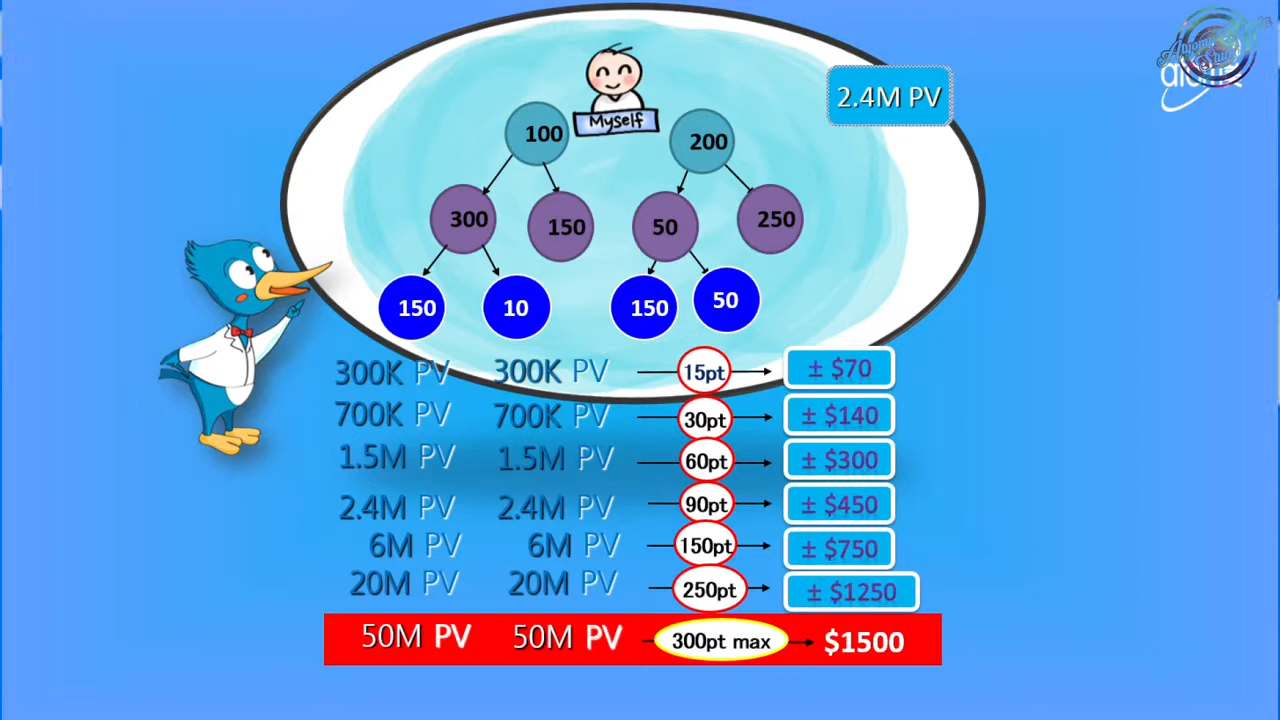 2.4M PV
Myself
100
200
300
150
50
250
150
10
150
50
300K PV 300K PV 15pt ± $70
700K PV 700K PV 30pt ± $140
1.5M PV 1.5M PV 60pt ± $300
2.4M PV 2.4M PV 90pt ± $450
6M PV 6M PV 150pt ± $750
20M PV 20M PV 250pt ± $1250
50M PV 50M PV 300pt max $1500